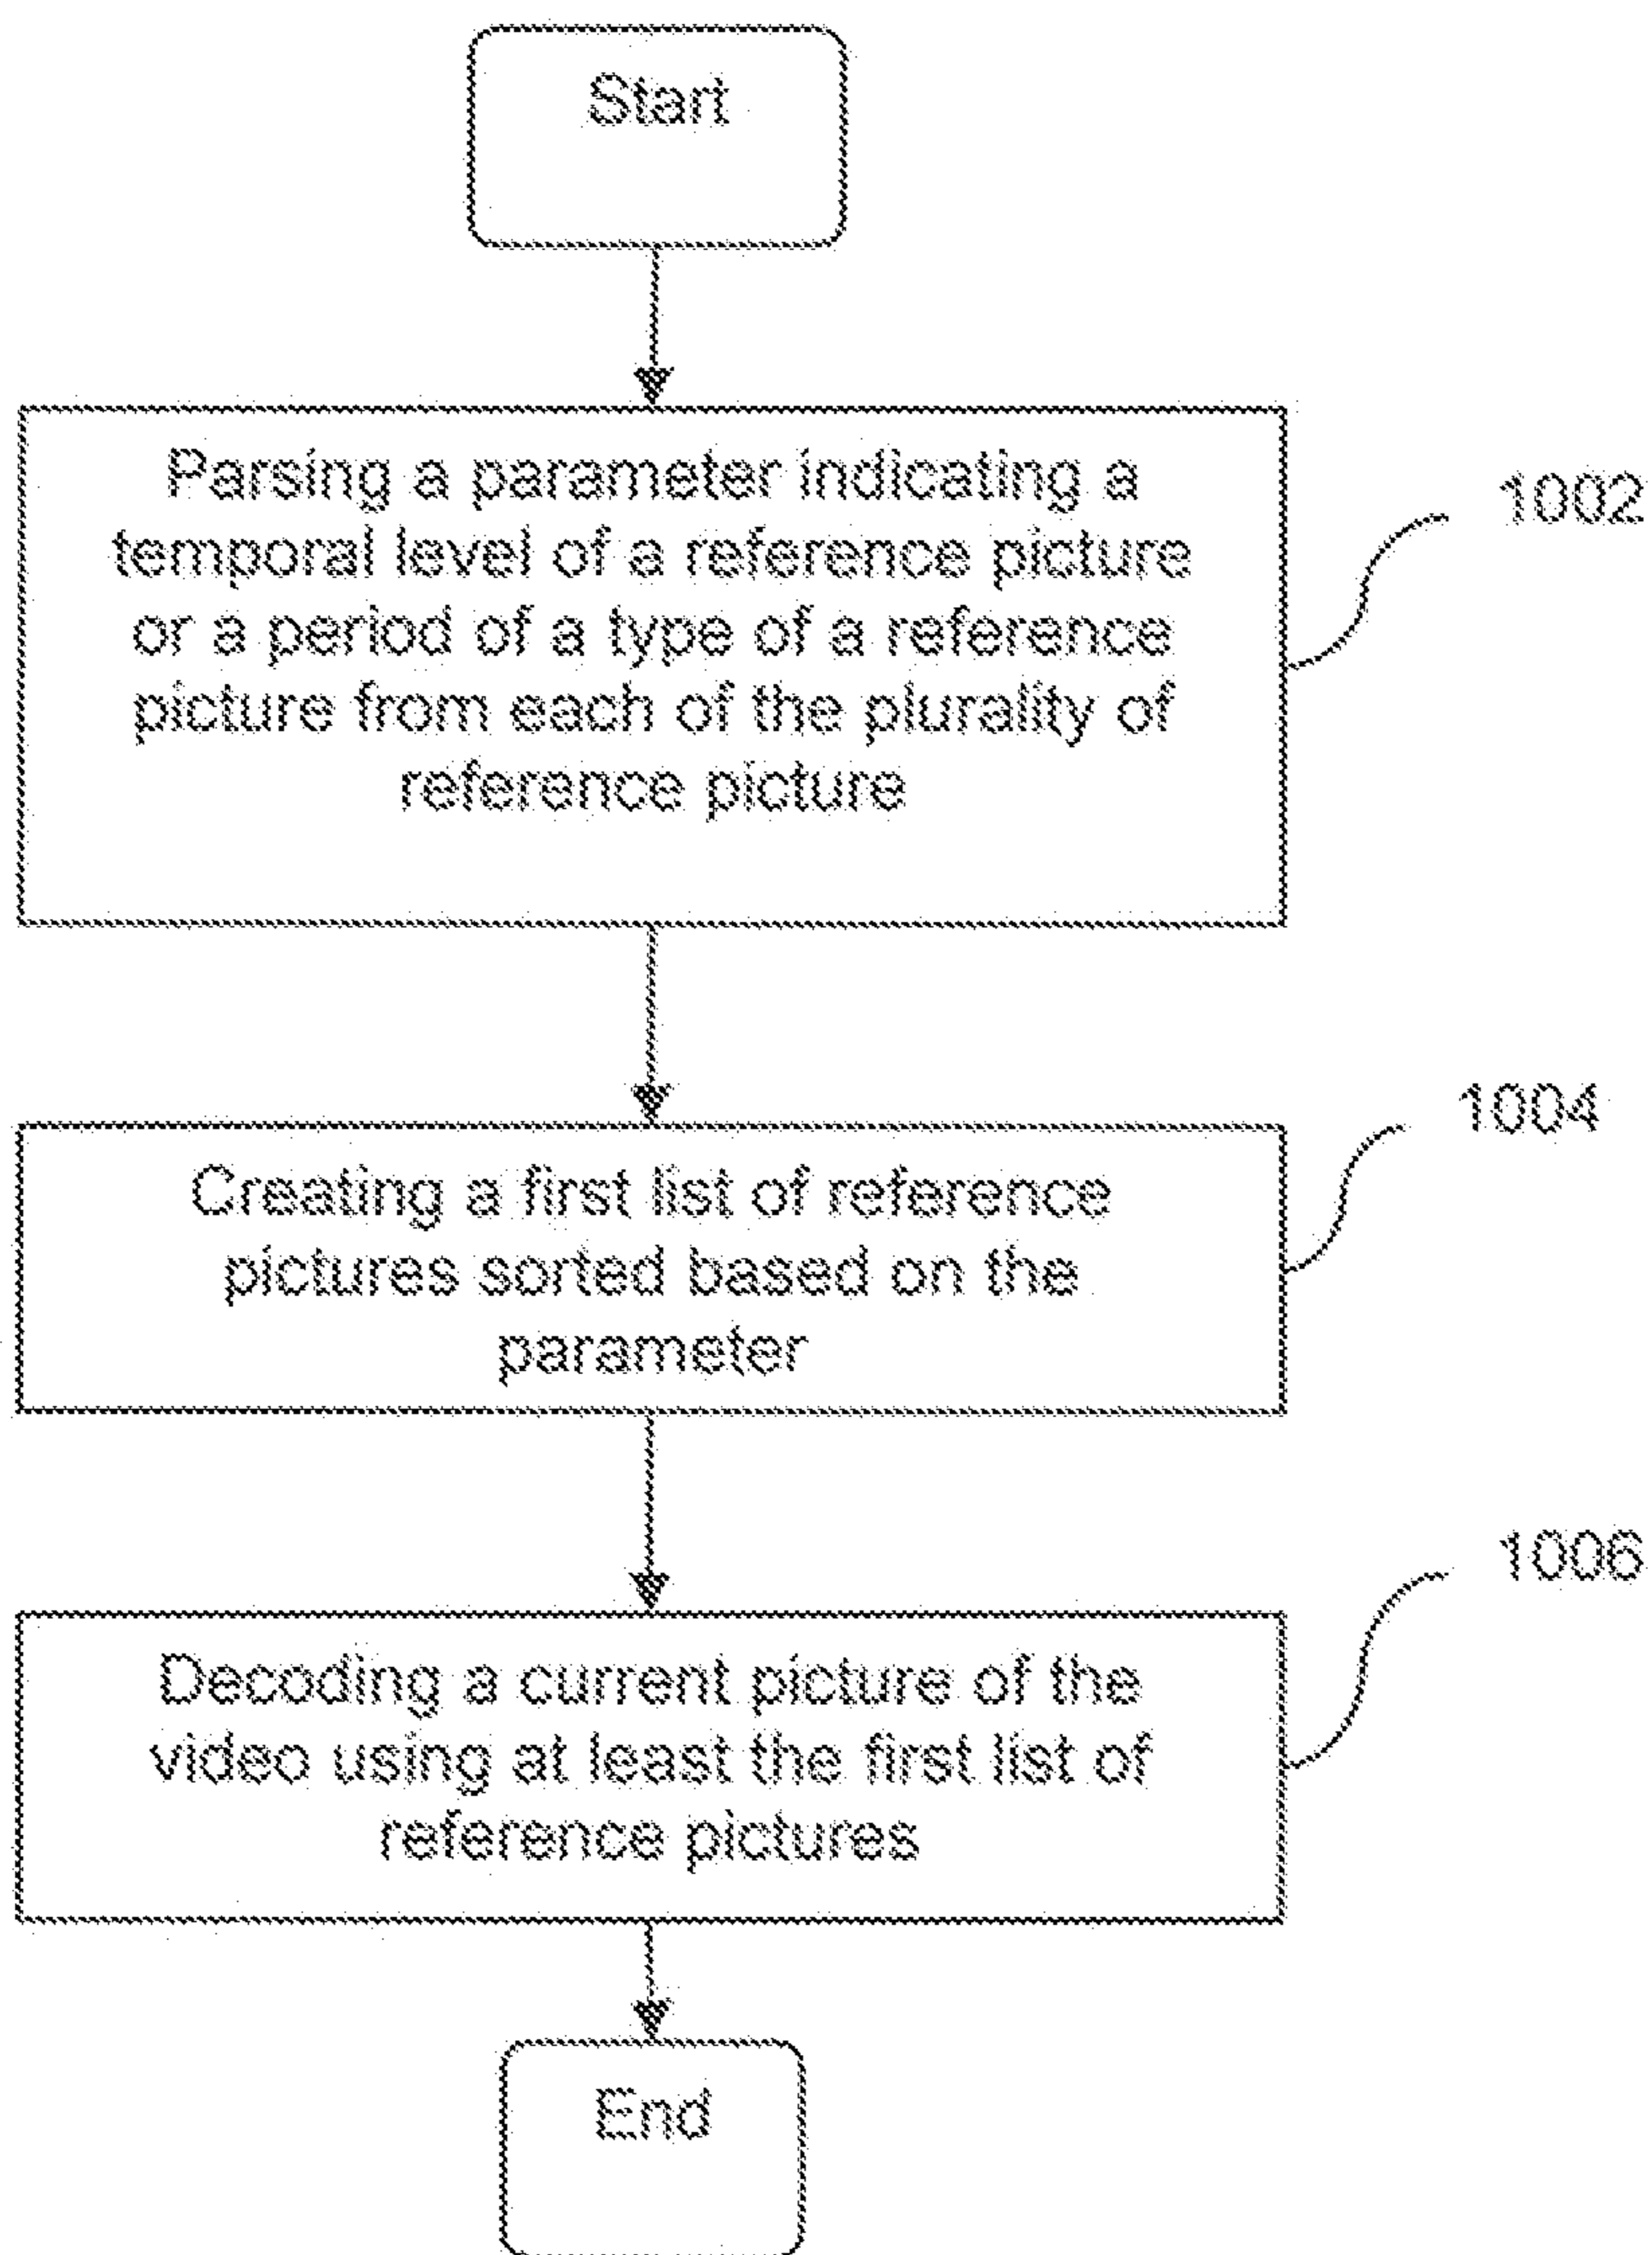 Start
Parsing a parameter indicating a
temporal level of a reference picture
or a period of a type of a reference
picture from each of the plurality of
reference picture
1002
Creating a first list of reference
pictures sorted based on the
parameter
1004
Decoding a current picture of the
video using at least the first list of
reference pictures
1006
End